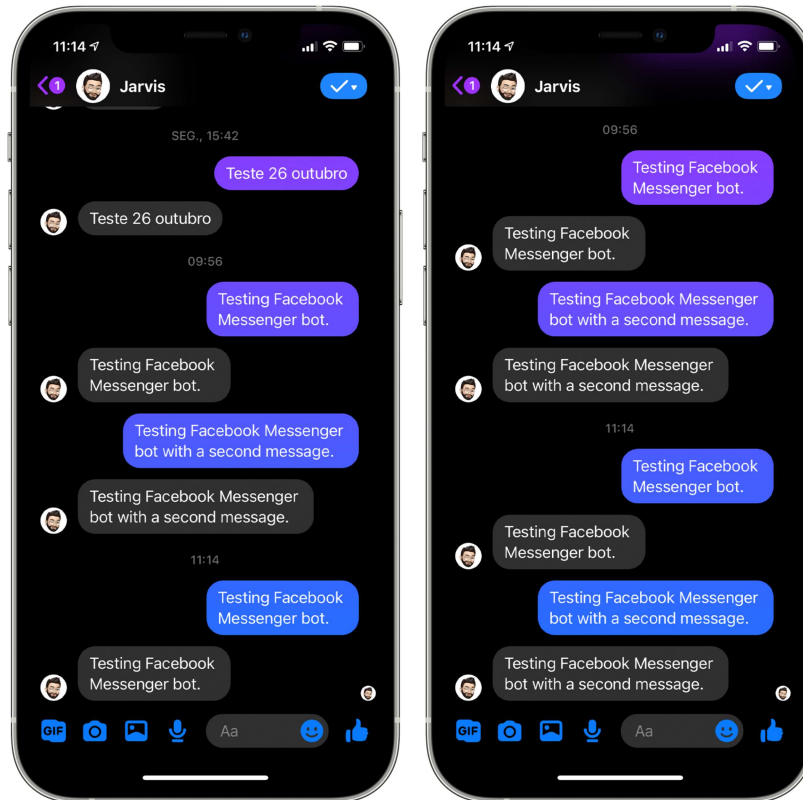 11:14
1
Jarvis
SEG., 15:42
Teste 26 outubro
Teste 26 outubro
09:56
Testing Facebook
Messenger bot.
Testing Facebook
Messenger bot.
Testing Facebook Messenger
bot with a second message.
Testing Facebook Messenger
bot with a second message.
11:14
Testing Facebook
Messenger bot.
Testing Facebook
Messenger bot.
GIF
Aa
11:14
1
Jarvis
09:56
Testing Facebook
Messenger bot.
Testing Facebook
Messenger bot.
Testing Facebook Messenger
bot with a second message.
Testing Facebook Messenger
bot with a second message.
11:14
Testing Facebook
Messenger bot.
Testing Facebook
Messenger bot.
Testing Facebook Messenger
bot with a second message.
Testing Facebook Messenger
bot with a second message.
GIF
Aa